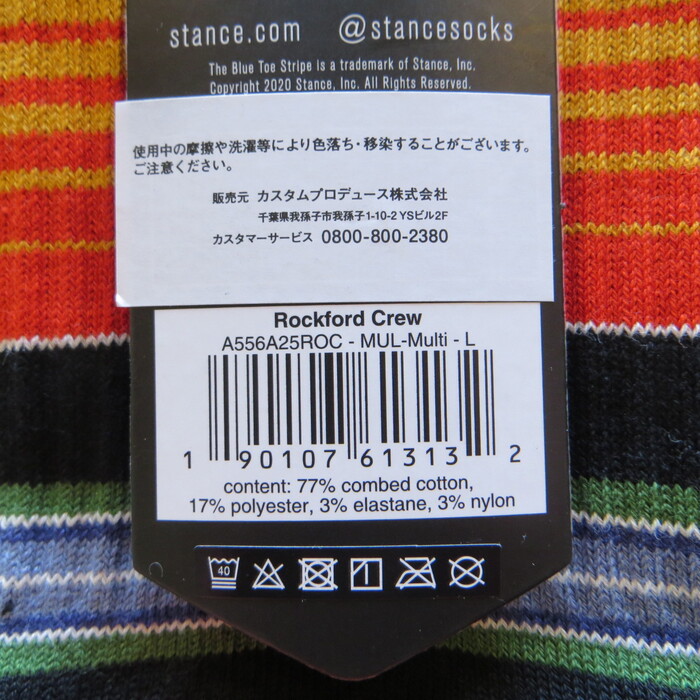 stance.com @stancesocks
The Blue Toe Stripe is a trademark of Stance, Inc.
Copyright 2020 Stance, Inc. All Rights Reserved.
使用中の摩擦や洗濯等により色落ち・移染することがございます。
ご注意ください。
販売元 カスタムプロデュース株式会社
千葉県我孫子市我孫子1-10-2 YSビル2F
カスタマーサービス 0800-800-2380
Rockford Crew
A556A25ROC - MUL-Multi - L
1 90107 61313 2
content: 77% combed cotton,
17% polyester, 3% elastane, 3% nylon
40